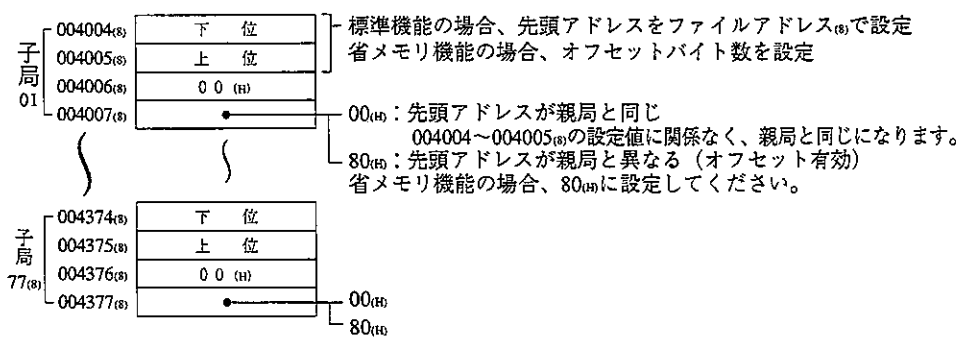 004004(8) 下 位 標準機能の場合、先頭アドレスをファイルアドレス(8)で設定
004005(8) 上 位 省メモリ機能の場合、オフセットバイト数を設定
子局01
004006(8) 00 (H)
004007(8) 00(H)：先頭アドレスが親局と同じ
004004～004005(8)の設定値に関係なく、親局と同じになります。
80(H)：先頭アドレスが親局と異なる（オフセット有効）
省メモリ機能の場合、80(H)に設定してください。
004374(8) 下 位
子局77(8)
004375(8) 上 位
004376(8) 00 (H)
004377(8) 00(H)
80(H)